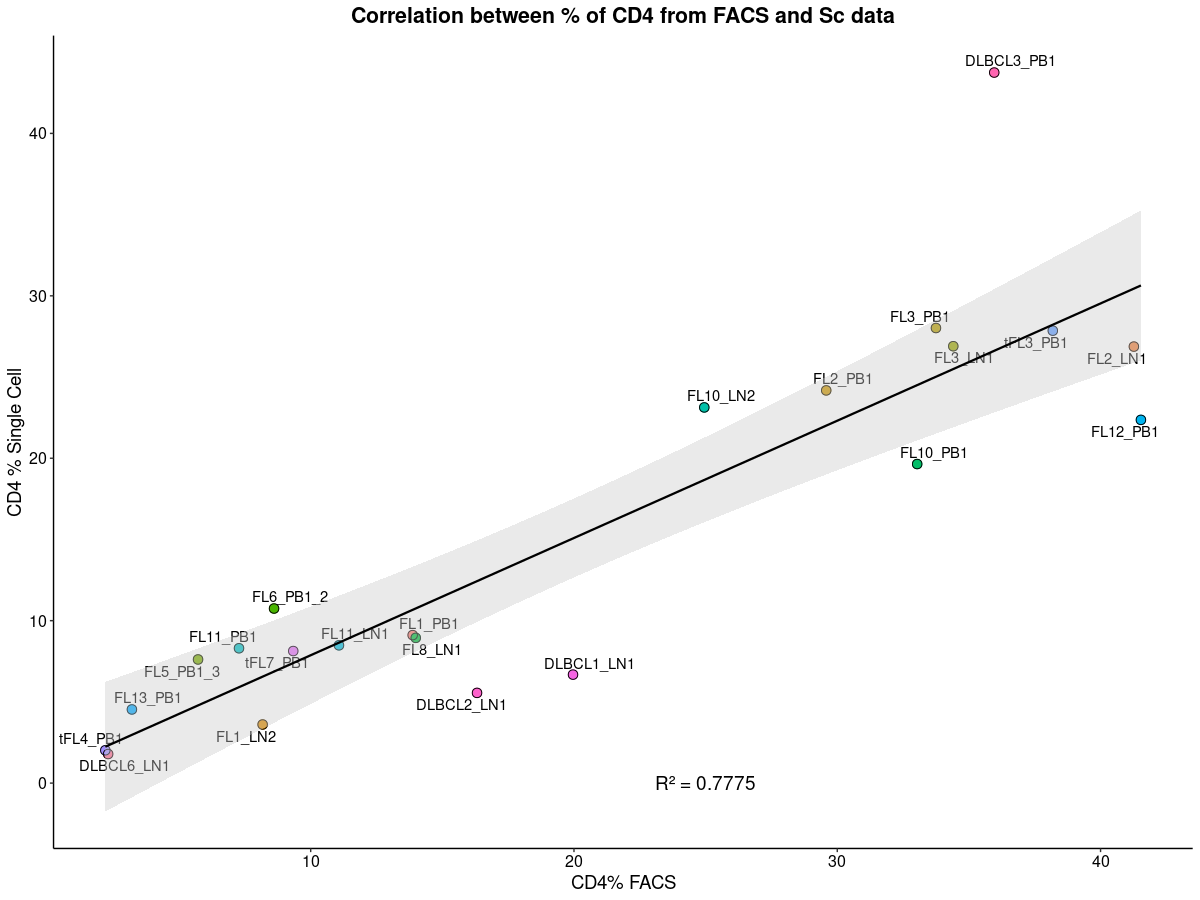 Correlation between % of CD4 from FACS and Sc data
DLBCL3_PB1
40
30
FL3_PB1
tFL3_PB1
FL3_LN1
FL2_LN1
FL2_PB1
FL10_LN2
FL12_PB1
20
FL10_PB1
CD4 % Single Cell
FL6_PB1_2
10
FL1_PB1
FL11_LN1
FL11_PB1
FL8_LN1
tFL7_PB1
DLBCL1_LN1
FL5_PB1_3
FL13_PB1
DLBCL2_LN1
FL1_LN2
tFL4_PB1
DLBCL6_LN1
0
R² = 0.7775
10
20
30
40
CD4% FACS